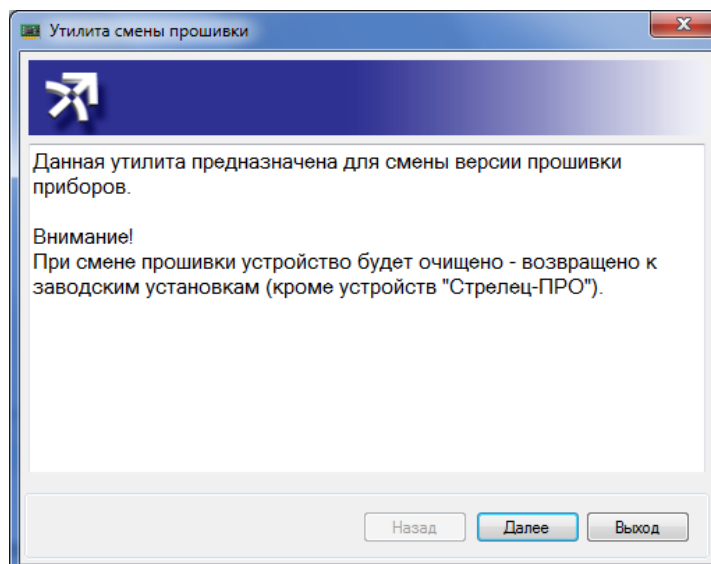 Утилита смены прошивки
Данная утилита предназначена для смены версии прошивки
приборов.
Внимание!
При смене прошивки устройство будет очищено - возвращено к
заводским установкам (кроме устройств "Стрелец-ПРО").
Назад
Далее
Выход